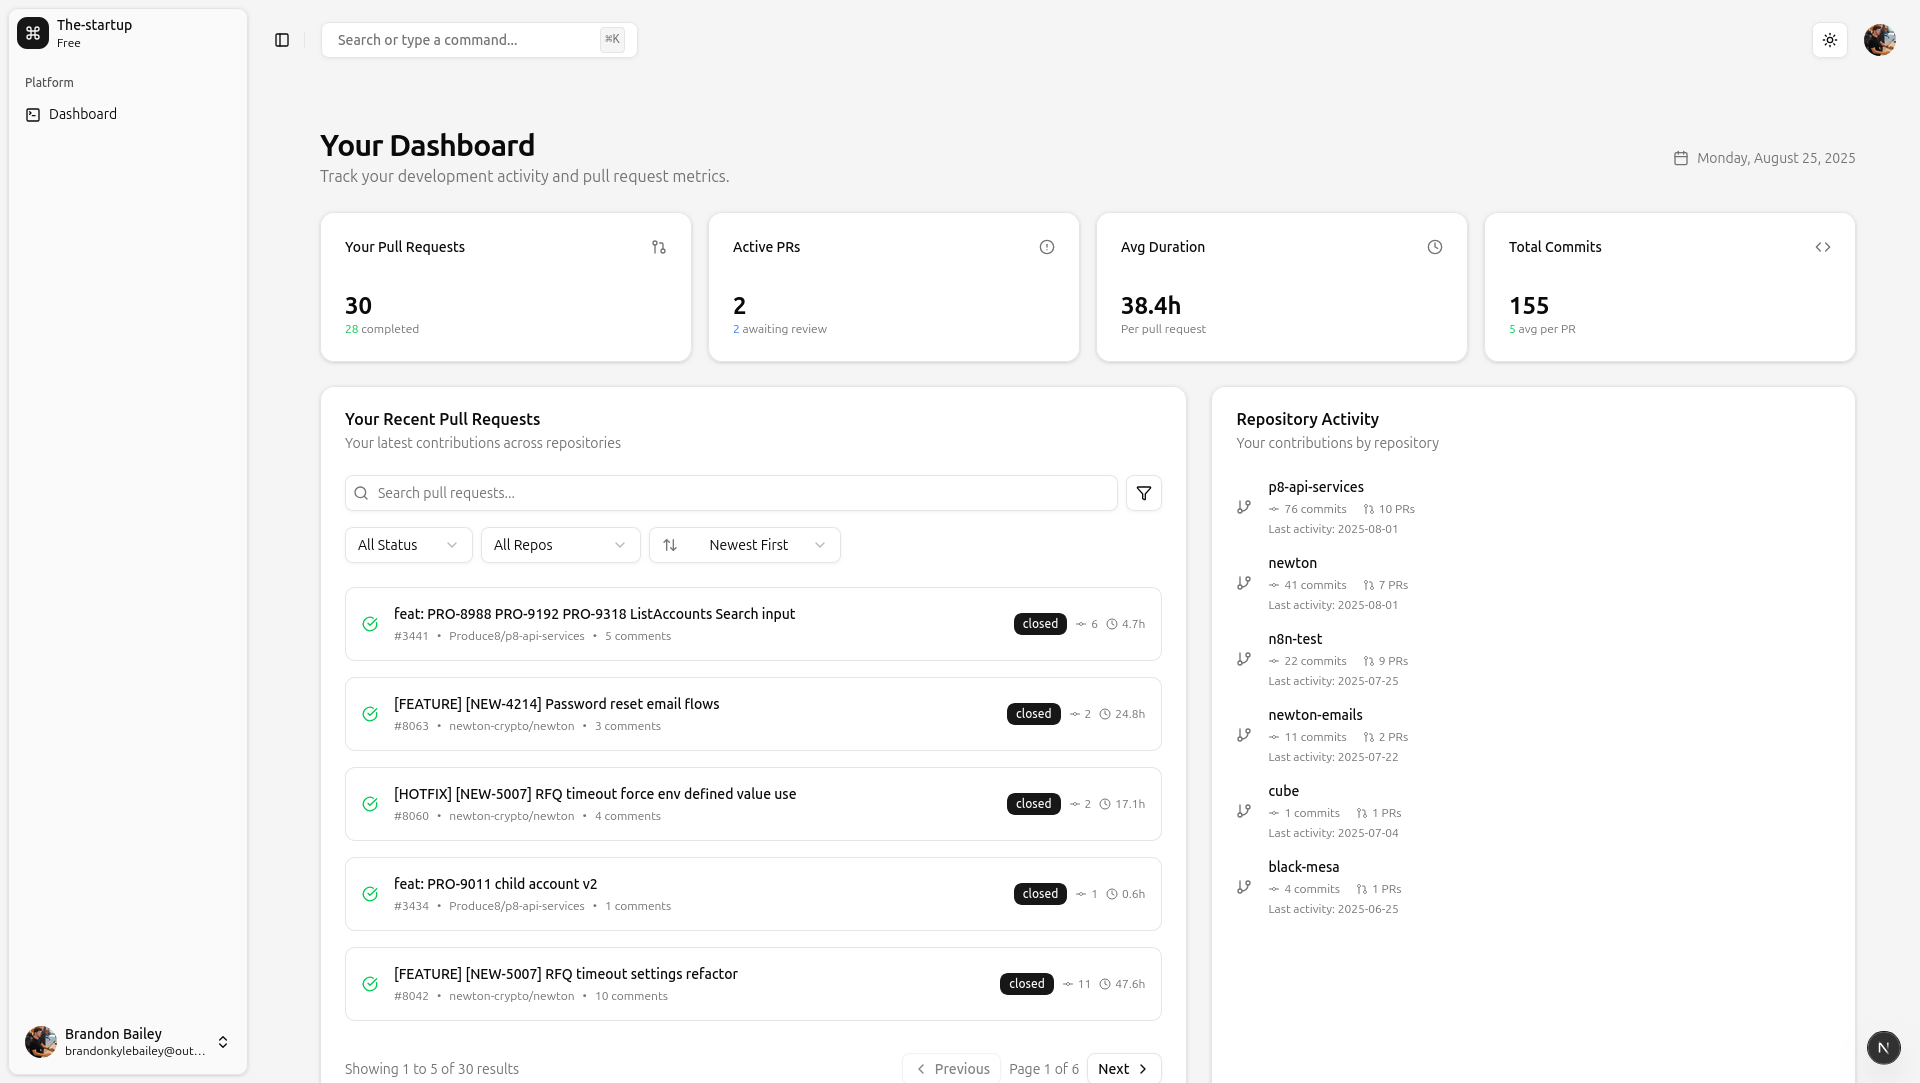 The-startup
Free
Platform
Dashboard
Brandon Bailey
brandonkylebailey@out...
Search or type a command...
⌘K
Your Dashboard
Track your development activity and pull request metrics.
Monday, August 25, 2025
Your Pull Requests
30
28 completed
Active PRs
2
2 awaiting review
Avg Duration
38.4h
Per pull request
Total Commits
155
5 avg per PR
Your Recent Pull Requests
Your latest contributions across repositories
Search pull requests...
All Status
All Repos
Newest First
feat: PRO-8988 PRO-9192 PRO-9318 ListAccounts Search input
#3441 • Produce8/p8-api-services • 5 comments
closed 6 4.7h
[FEATURE] [NEW-4214] Password reset email flows
#8063 • newton-crypto/newton • 3 comments
closed 2 24.8h
[HOTFIX] [NEW-5007] RFQ timeout force env defined value use
#8060 • newton-crypto/newton • 4 comments
closed 2 17.1h
feat: PRO-9011 child account v2
#3434 • Produce8/p8-api-services • 1 comments
closed 1 0.6h
[FEATURE] [NEW-5007] RFQ timeout settings refactor
#8042 • newton-crypto/newton • 10 comments
closed 11 47.6h
Showing 1 to 5 of 30 results
Previous
Page 1 of 6
Next
Repository Activity
Your contributions by repository
p8-api-services
76 commits 10 PRs
Last activity: 2025-08-01
newton
41 commits 7 PRs
Last activity: 2025-08-01
n8n-test
22 commits 9 PRs
Last activity: 2025-07-25
newton-emails
11 commits 2 PRs
Last activity: 2025-07-22
cube
1 commits 1 PRs
Last activity: 2025-07-04
black-mesa
4 commits 1 PRs
Last activity: 2025-06-25
N